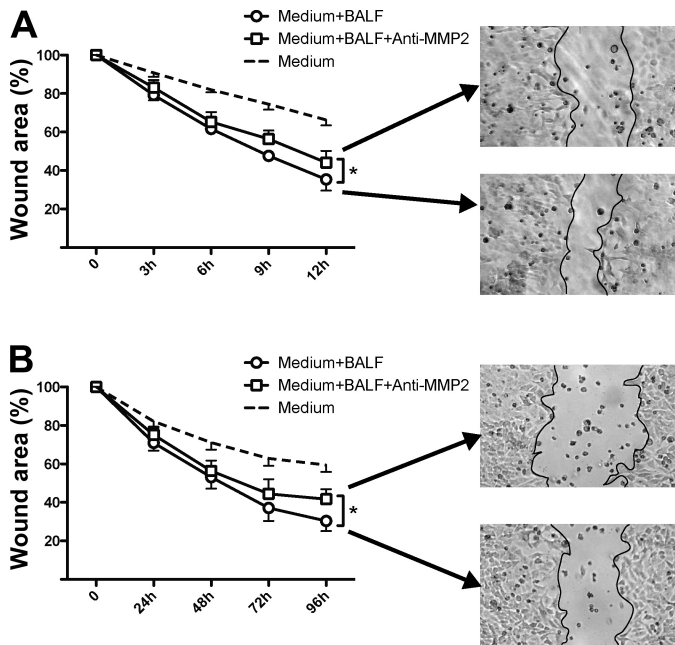 A
Medium+BALF
Medium+BALF+Anti-MMP2
Medium
Wound area (%)
100
80
60
40
20
*
0
3h
6h
9h
12h
B
Medium+BALF
Medium+BALF+Anti-MMP2
Medium
Wound area (%)
100
80
60
40
20
*
0
24h
48h
72h
96h